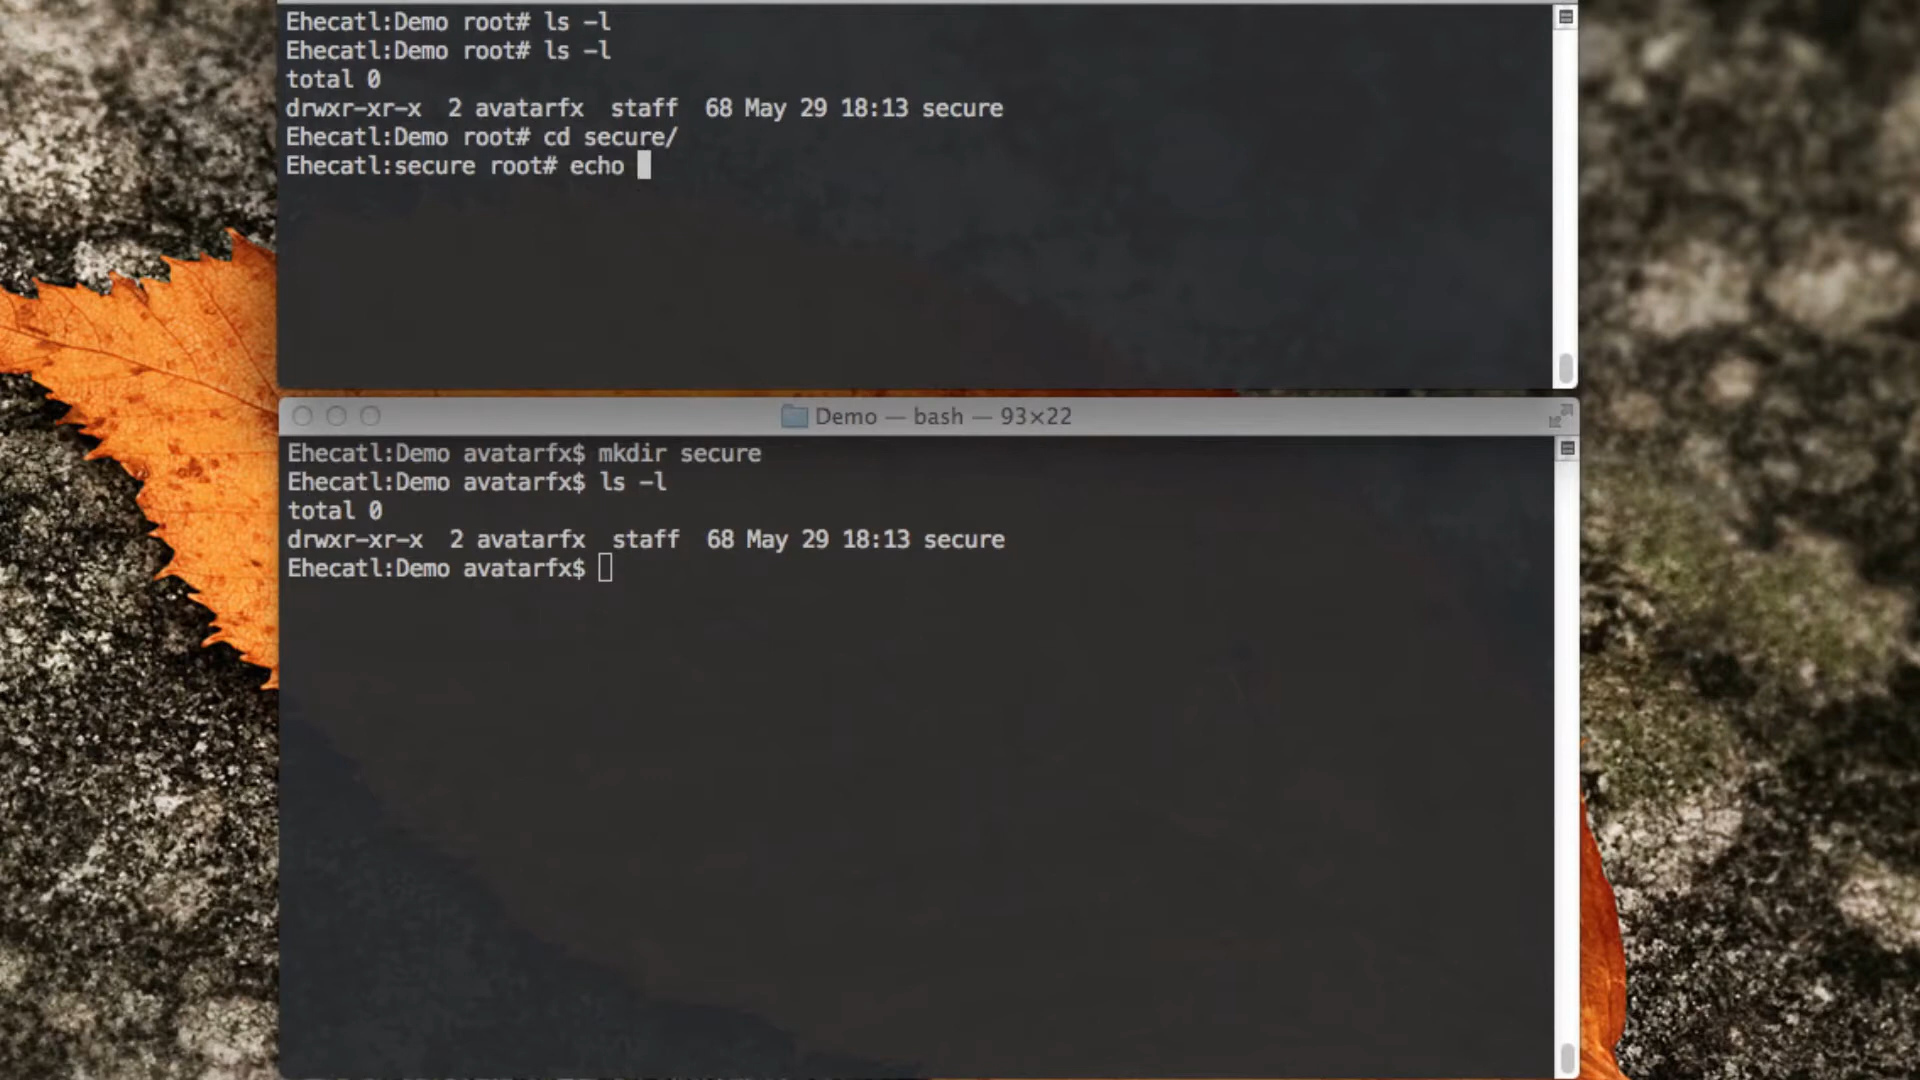 Ehecatl:Demo root# ls -l
Ehecatl:Demo root# ls -l
total 0
drwxr-xr-x  2 avatarfx  staff  68 May 29 18:13 secure
Ehecatl:Demo root# cd secure/
Ehecatl:secure root# echo
Demo — bash — 93×22
Ehecatl:Demo avatarfx$ mkdir secure
Ehecatl:Demo avatarfx$ ls -l
total 0
drwxr-xr-x  2 avatarfx  staff  68 May 29 18:13 secure
Ehecatl:Demo avatarfx$